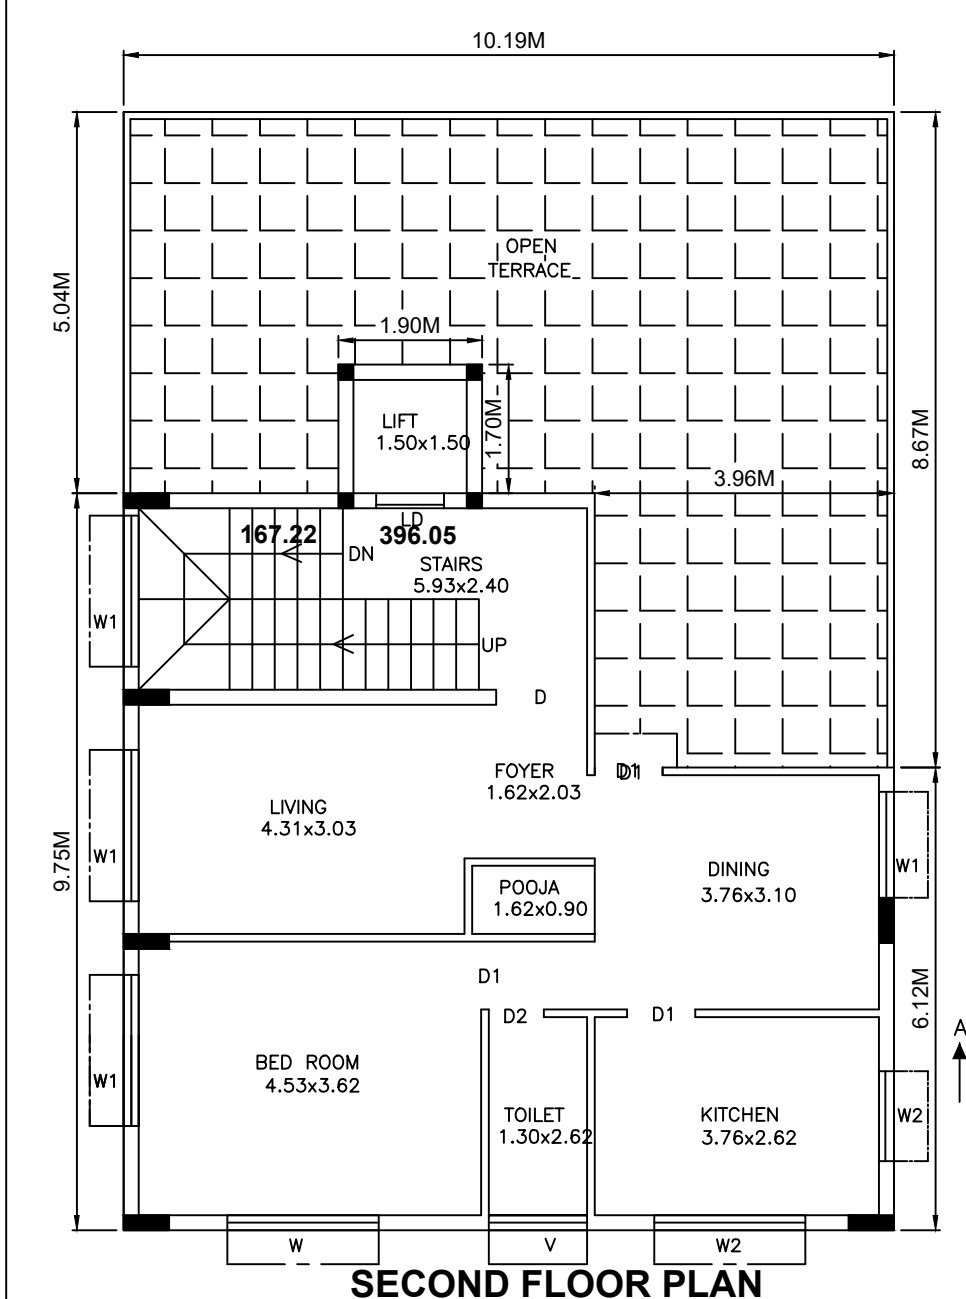 10.19M
OPEN
TERRACE
5.04M
1.90M
LIFT
1.50x1.50
1.70M
8.67M
3.96M
167.22
396.05
LD
DN
STAIRS
5.93x2.40
W1
UP
D
FOYER
1.62x2.03
D1
D1
LIVING
4.31x3.03
9.75M
W1
W1
DINING
3.76x3.10
POOJA
1.62x0.90
D1
D2
D1
6.12M
A
BED ROOM
4.53x3.62
W1
TOILET
1.30x2.62
KITCHEN
3.76x2.62
W2
W
V
W2
SECOND FLOOR PLAN